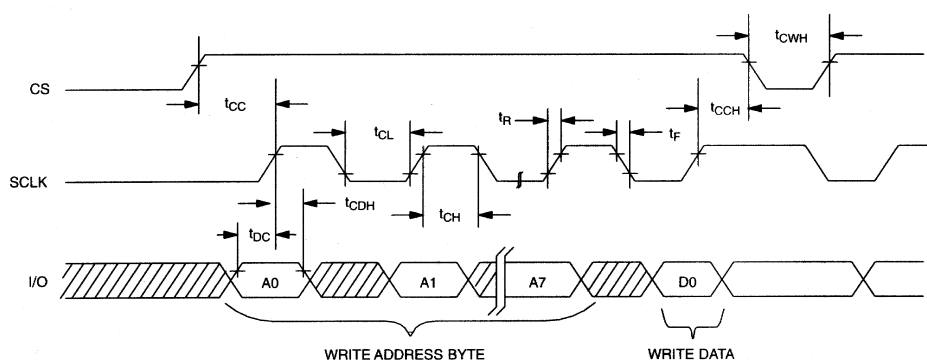 tCWH
CS
tCC
tCCH
tR
tF
tCL
SCLK
tCDH
tCH
tDC
I/O
A0
A1
A7
D0
WRITE ADDRESS BYTE
WRITE DATA